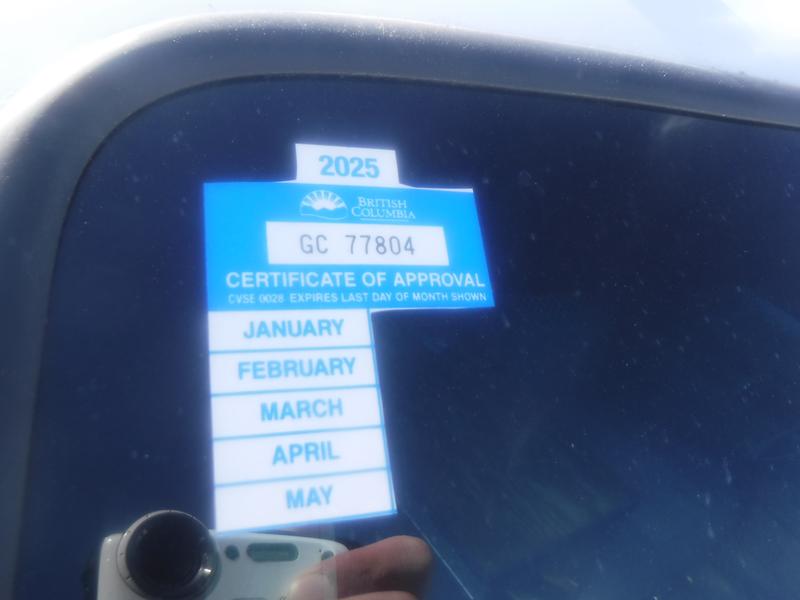 2025
BRITISH
COLUMBIA
GC 77804
CERTIFICATE OF APPROVAL
CVSE 0028 EXPIRES LAST DAY OF MONTH SHOWN
JANUARY
FEBRUARY
MARCH
APRIL
MAY